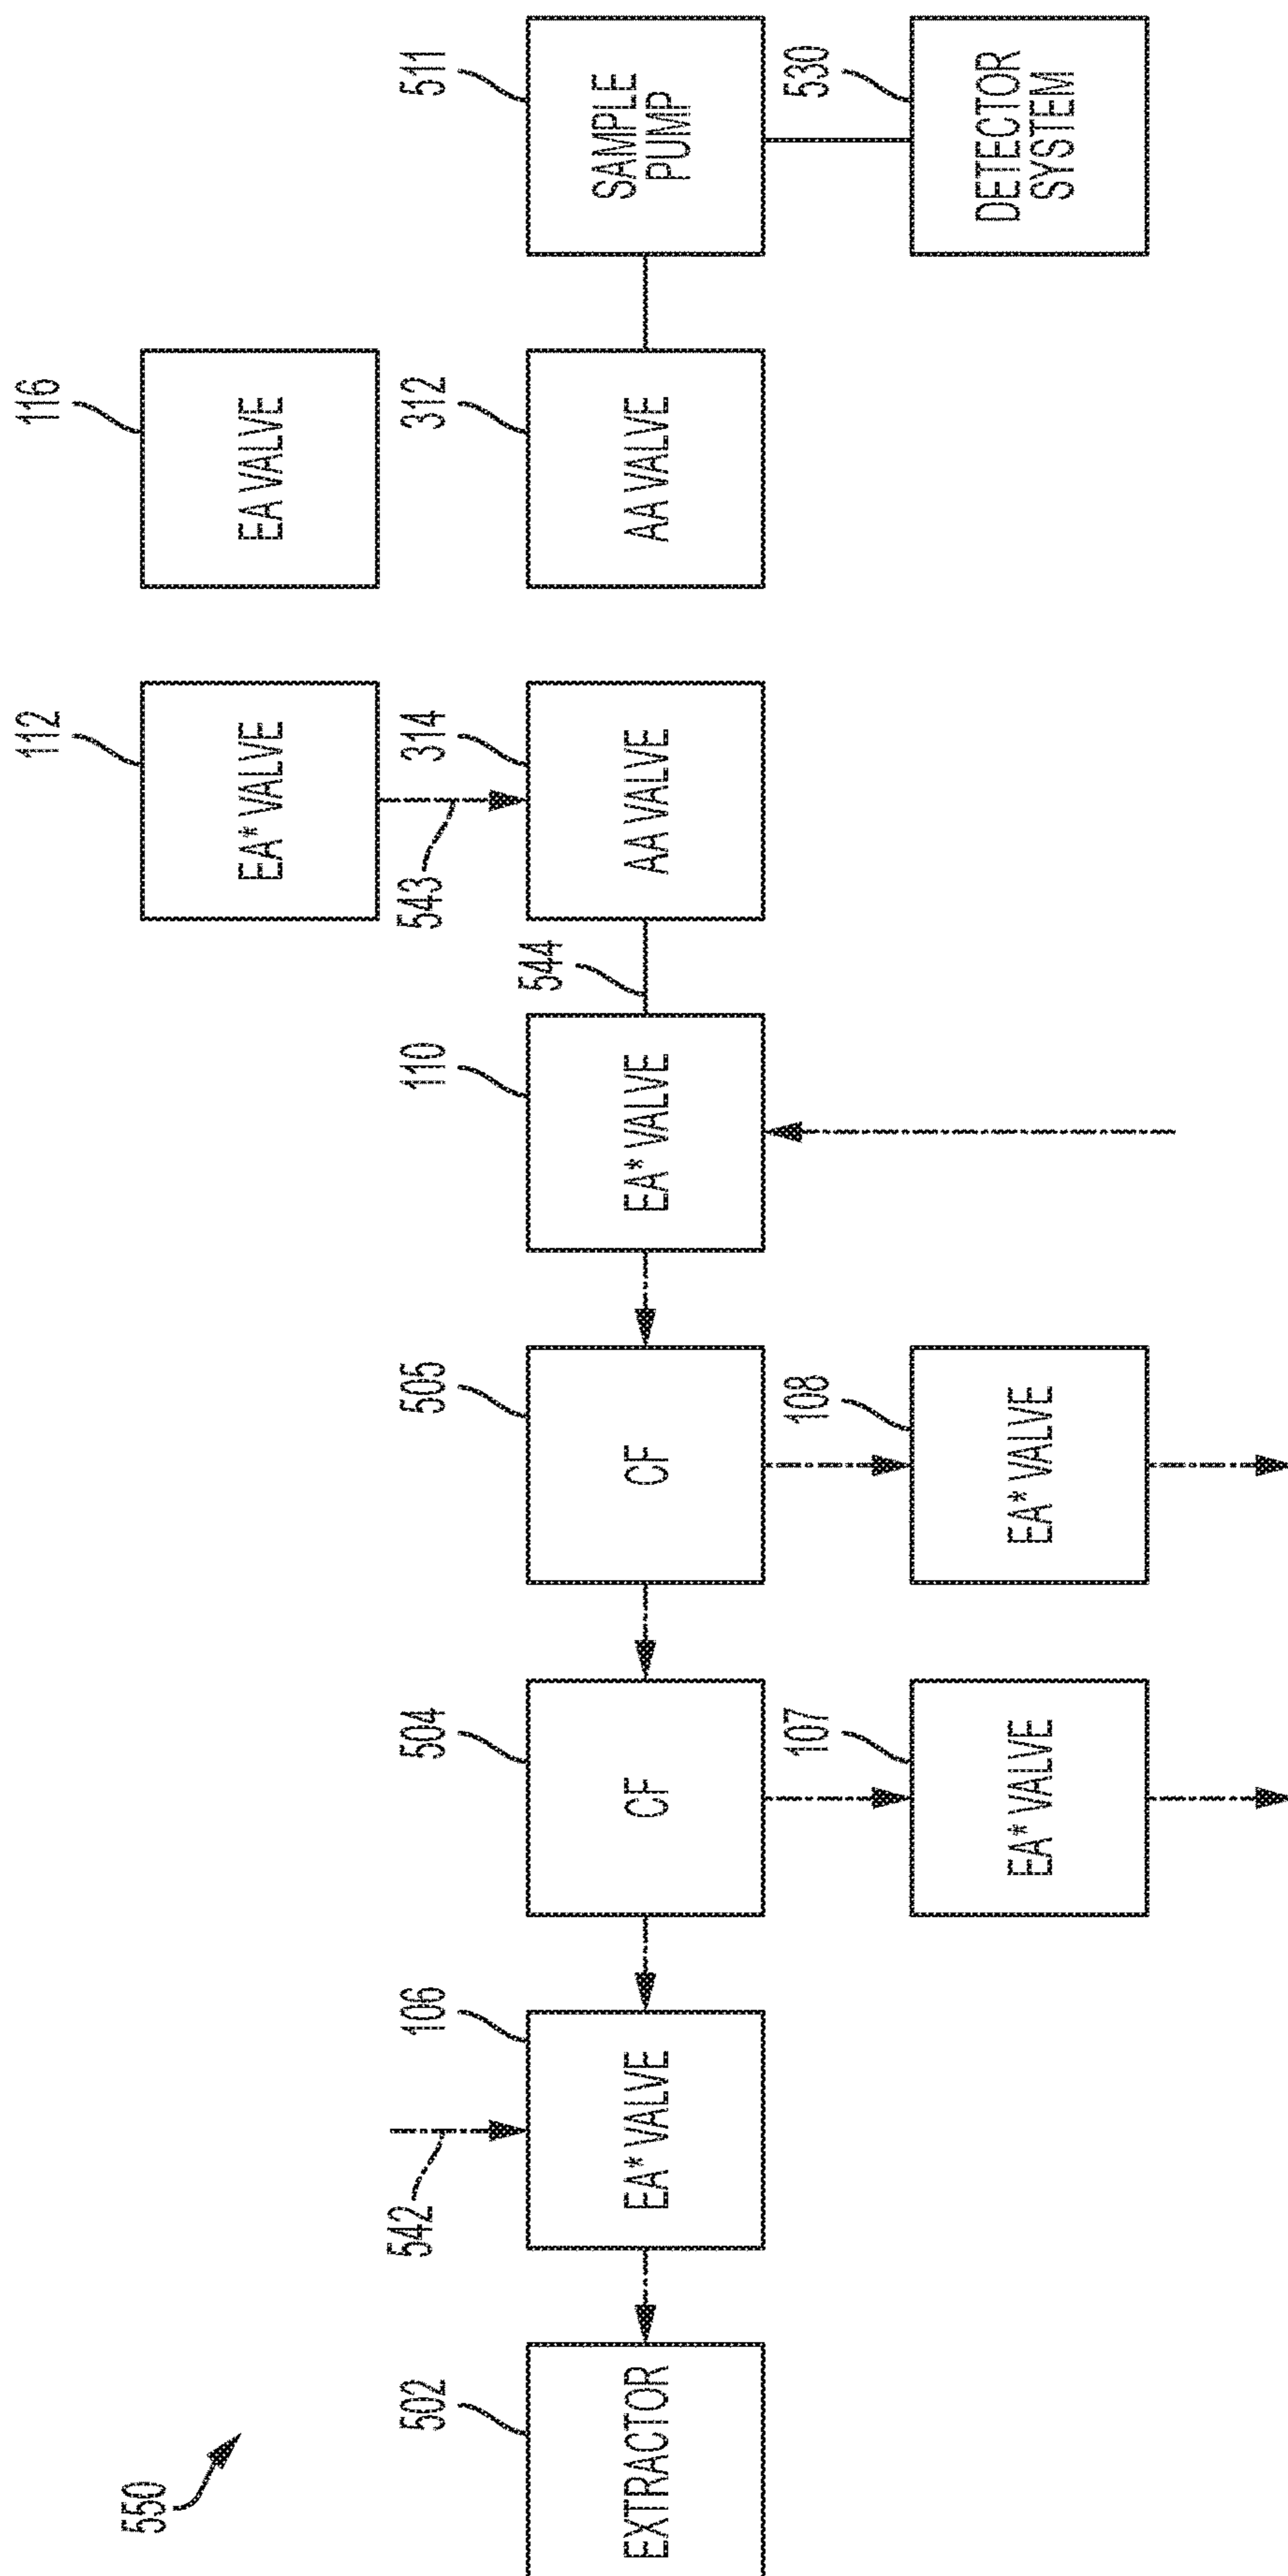 550
502
EXTRACTOR
542
106
EA* VALVE
504
CF
107
EA* VALVE
505
CF
108
EA* VALVE
110
EA* VALVE
544
112
EA* VALVE
543
314
AA VALVE
116
EA VALVE
312
AA VALVE
511
SAMPLE
PUMP
530
DETECTOR
SYSTEM